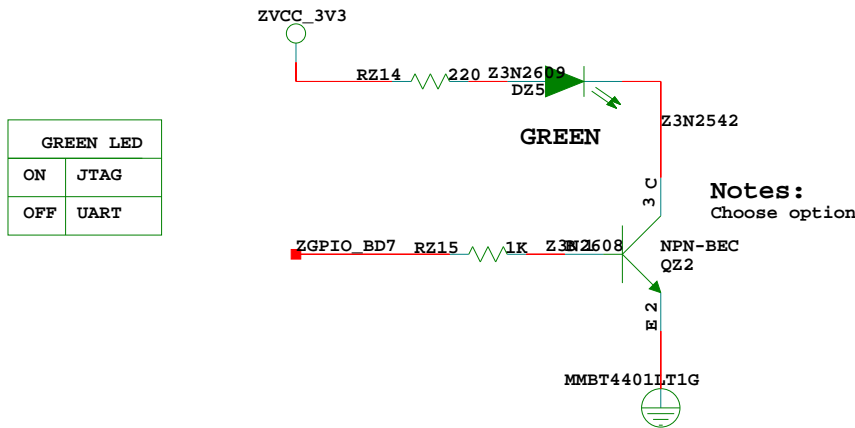 ZVCC_3V3
RZ14 220 Z3N2609
DZ5
GREEN
Z3N2542
GREEN LED
ON JTAG
OFF UART
3 C
Notes:
Choose option
ZGPIO_BD7 RZ15 1K Z3N2608
NPN-BEC
QZ2
E 2
MMBT4401LT1G